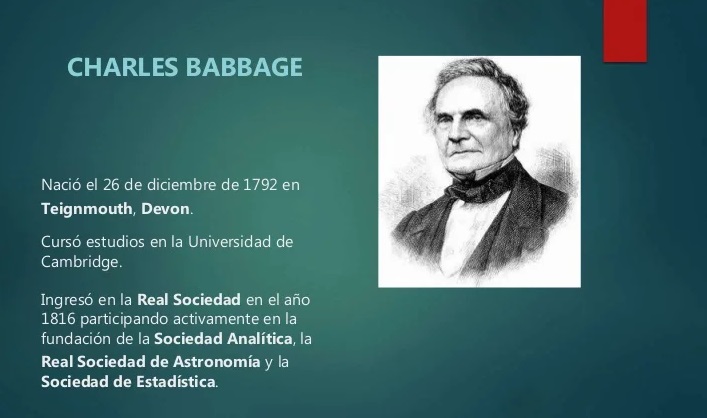 CHARLES BABBAGE
Nació el 26 de diciembre de 1792 en
Teignmouth, Devon.
Cursó estudios en la Universidad de
Cambridge.
Ingresó en la Real Sociedad en el año
1816 participando activamente en la
fundación de la Sociedad Analítica, la
Real Sociedad de Astronomía y la
Sociedad de Estadística.